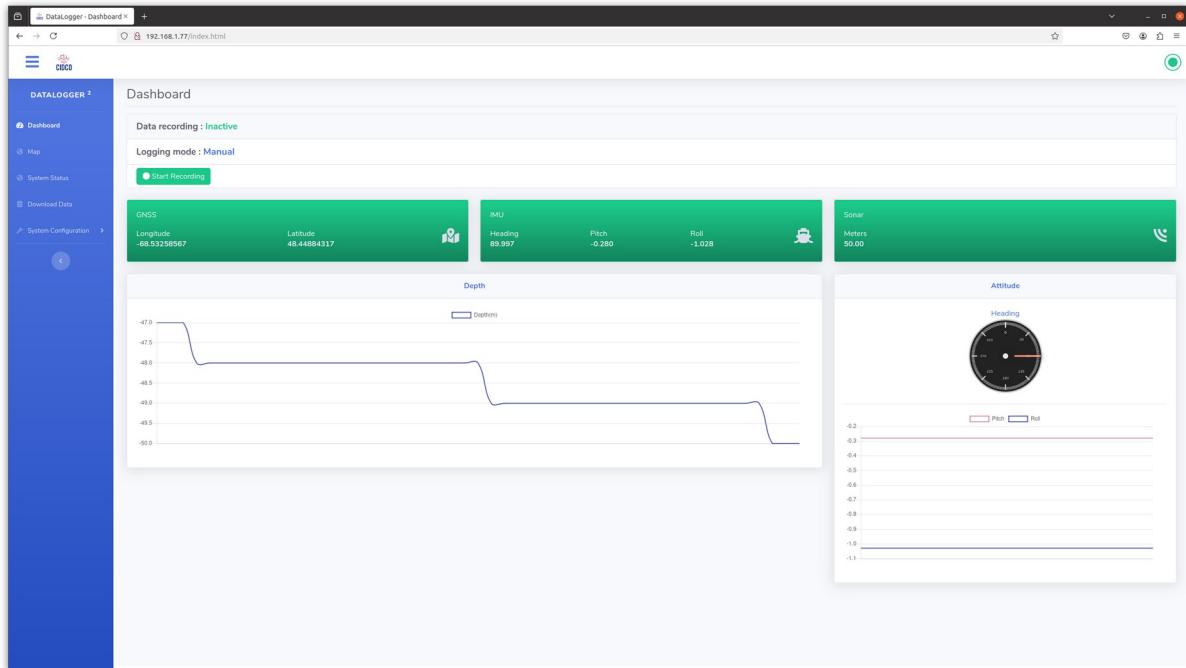 DataLogger - Dashboard
192.168.1.77/index.html
CIDCO
DATALOGGER ²
Dashboard
Map
System Status
Download Data
System Configuration
Dashboard
Data recording : Inactive
Logging mode : Manual
Start Recording
GNSS
Longitude Latitude
-68.53258567 48.44884317
IMU
Heading Pitch Roll
89.997 -0.280 -1.028
Sonar
Meters
50.00
Depth
Depth(m)
-47.0
-47.5
-48.0
-48.5
-49.0
-49.5
-50.0
Attitude
Heading
Pitch Roll
-0.2
-0.3
-0.4
-0.5
-0.6
-0.7
-0.8
-0.9
-1.0
-1.1